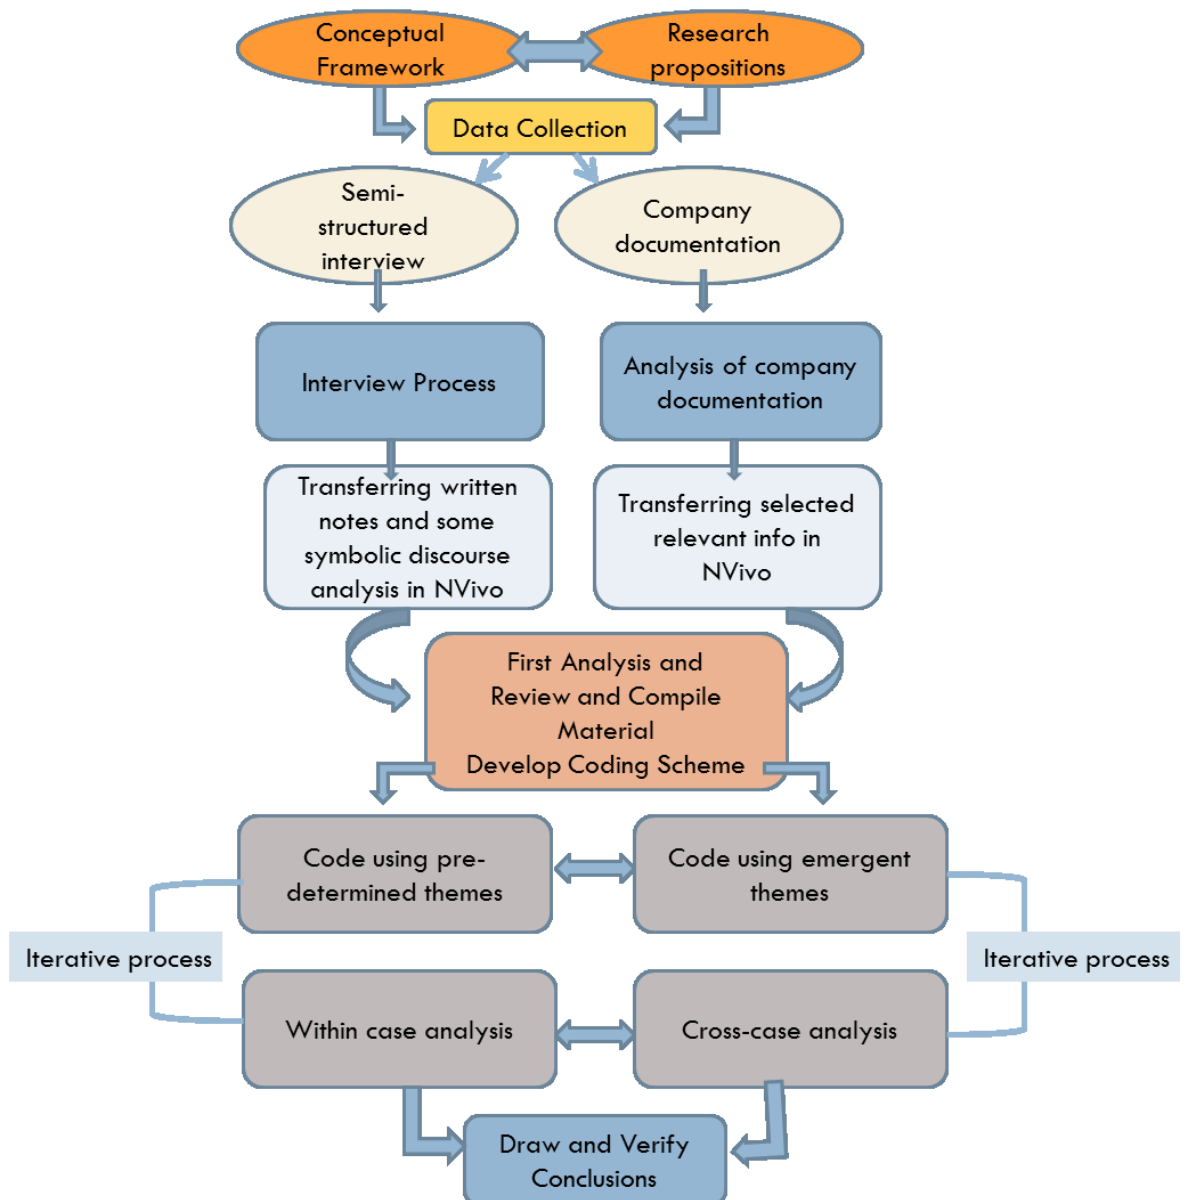 Conceptual
Framework
Research
propositions
Data Collection
Semi-
structured
interview
Company
documentation
Interview Process
Analysis of company
documentation
Transferring written
notes and some
symbolic discourse
analysis in NVivo
Transferring selected
relevant info in
NVivo
First Analysis and
Review and Compile
Material
Develop Coding Scheme
Code using pre-
determined themes
Code using emergent
themes
Iterative process
Iterative process
Within case analysis
Cross-case analysis
Draw and Verify
Conclusions